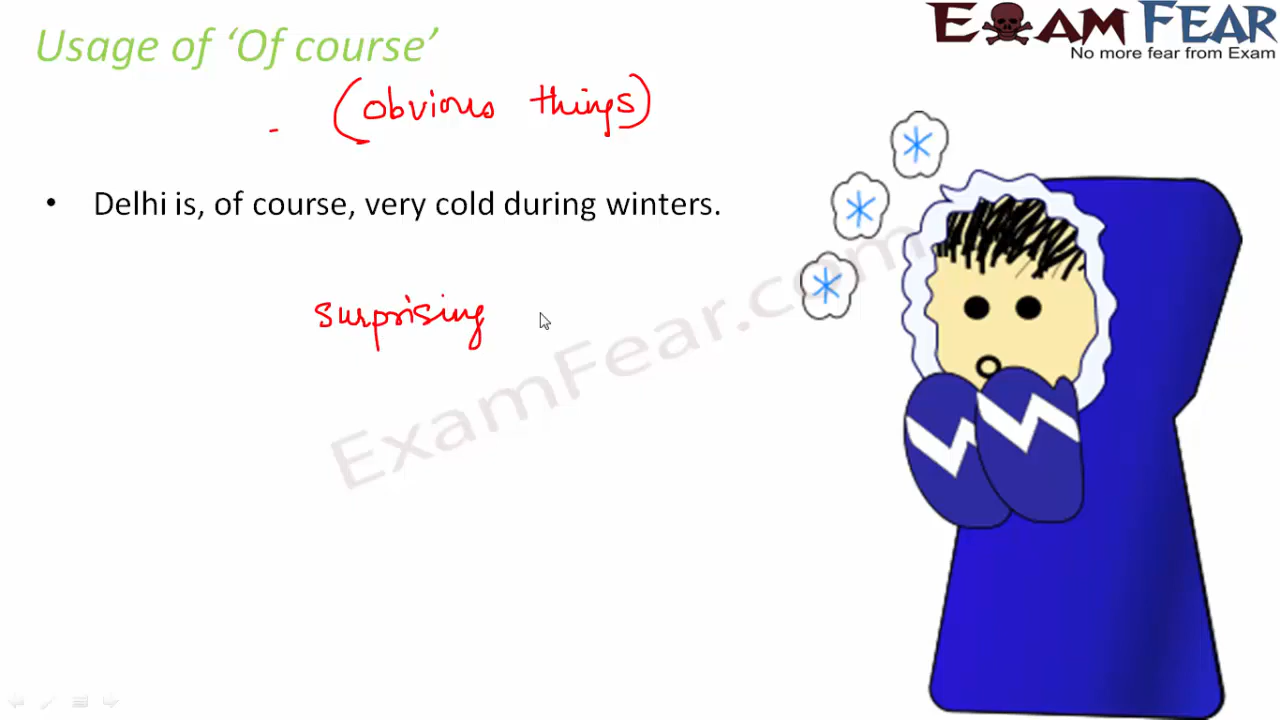 Usage of ‘Of course’
EXAM FEAR
No more fear from Exam
(obvious things)
• Delhi is, of course, very cold during winters.
surprising
ExamFear.com